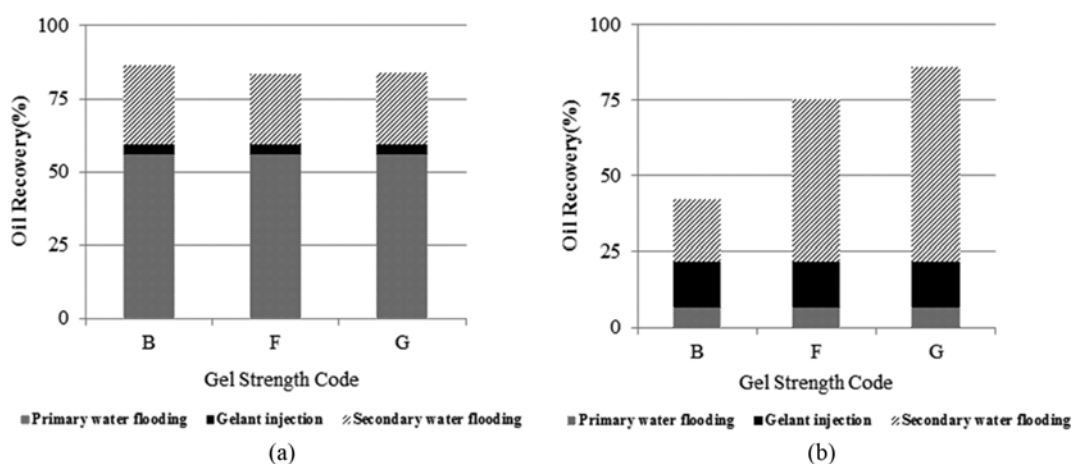 100
75
50
25
0
Oil Recovery(%)
B F G
Gel Strength Code
Primary water flooding Gelant injection Secondary water flooding
(a)
100
75
50
25
0
Oil Recovery(%)
B F G
Gel Strength Code
Primary water flooding Gelant injection Secondary water flooding
(b)